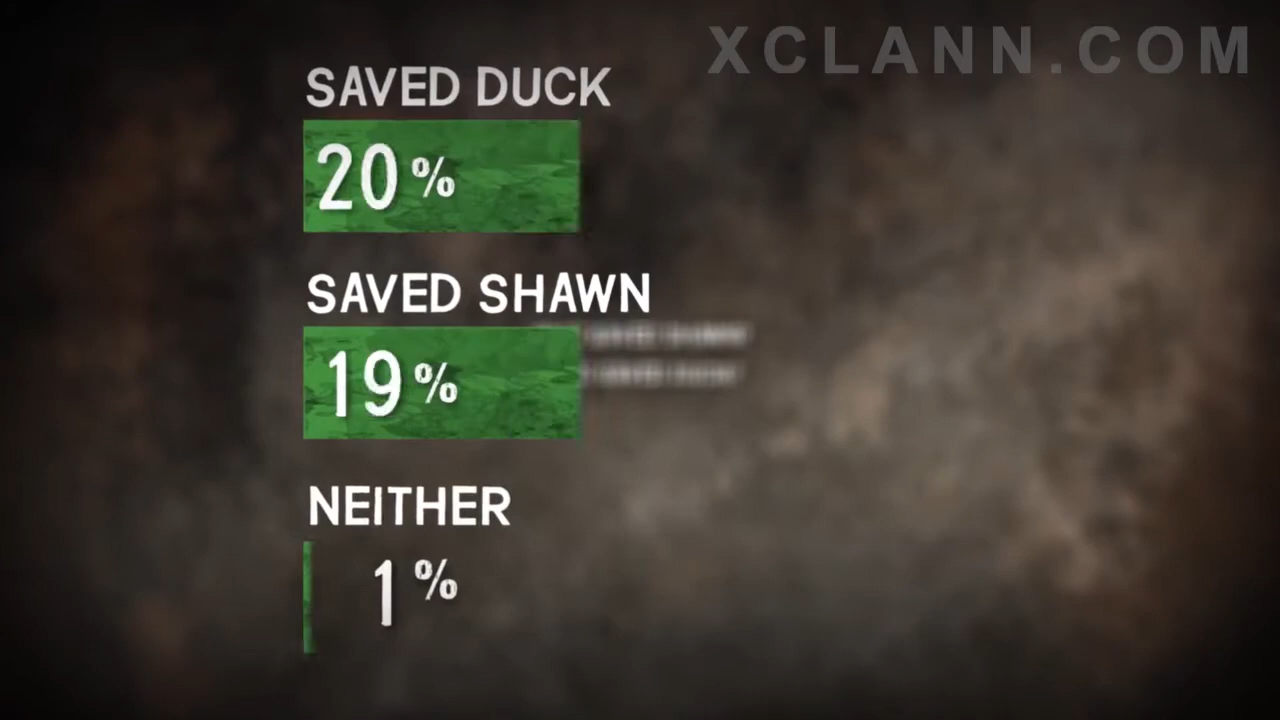 XCLANN.COM
SAVED DUCK
20%
SAVED SHAWN
19%
NEITHER
1%